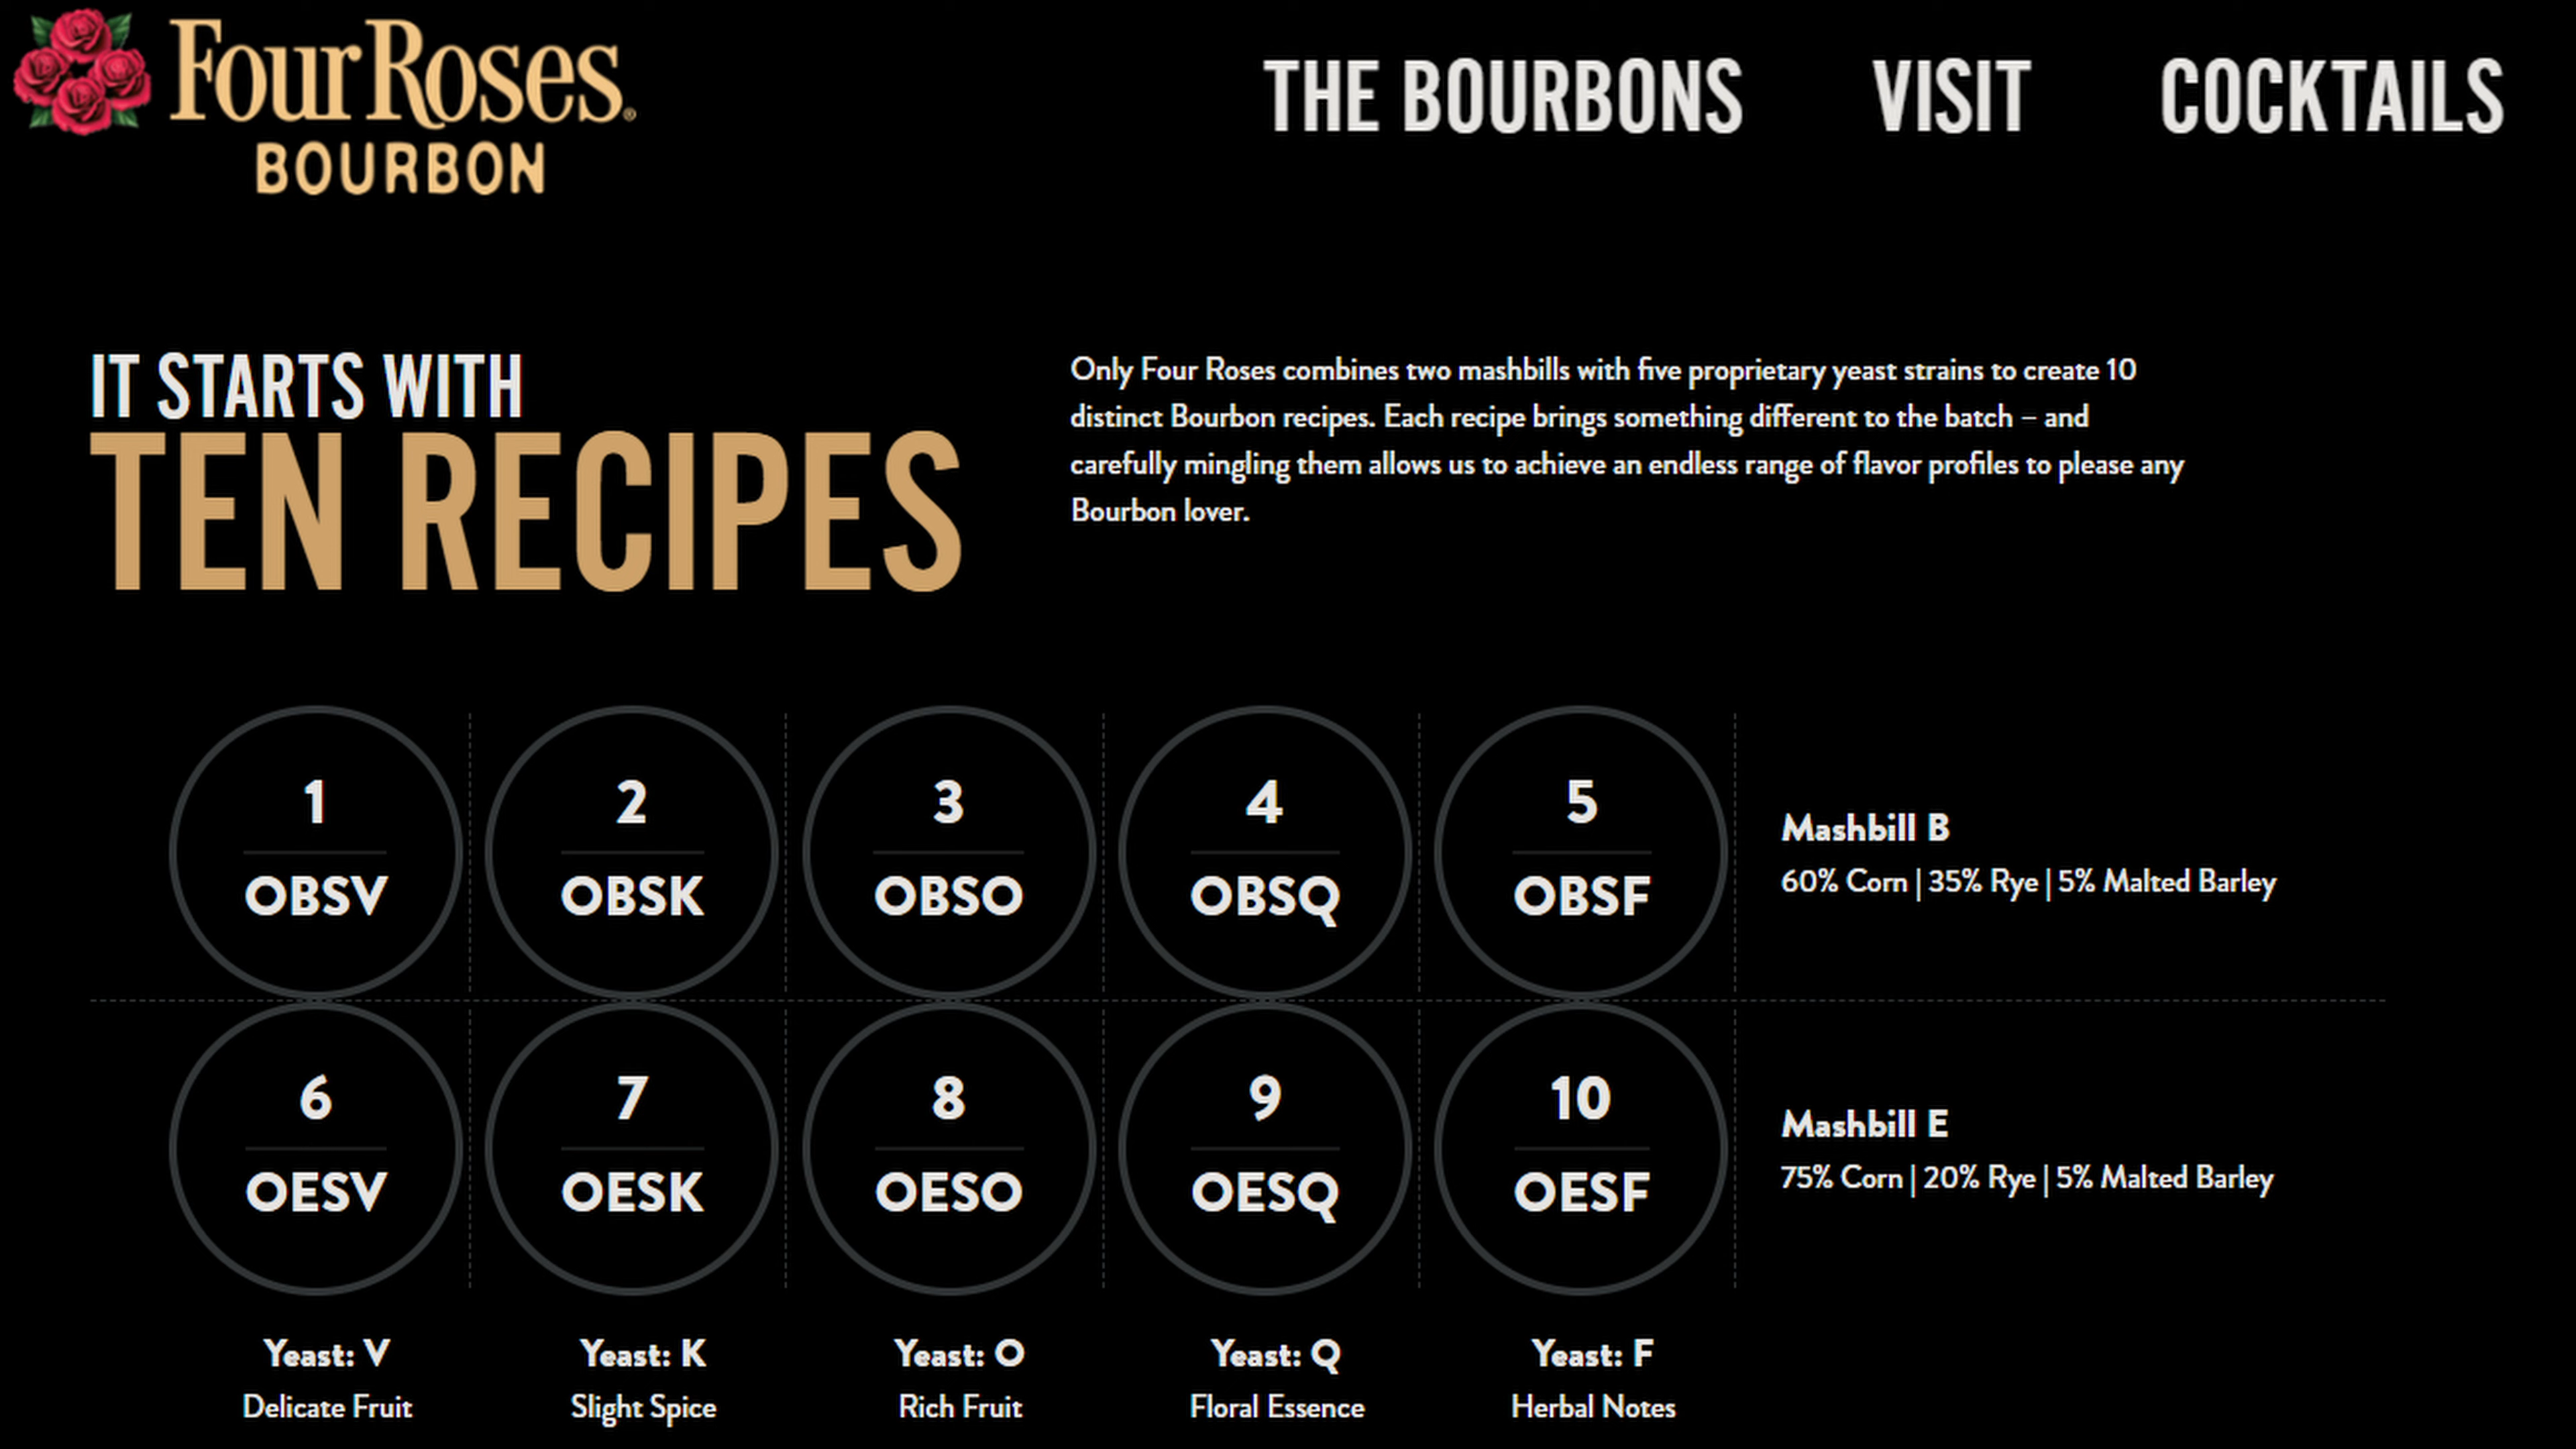 Four Roses®
BOURBON
THE BOURBONS VISIT COCKTAILS
IT STARTS WITH
TEN RECIPES
Only Four Roses combines two mashbills with five proprietary yeast strains to create 10
distinct Bourbon recipes. Each recipe brings something different to the batch – and
carefully mingling them allows us to achieve an endless range of flavor profiles to please any
Bourbon lover.
1 2 3 4 5
OBSV OBSK OBSO OBSQ OBSF
Mashbill B
60% Corn | 35% Rye | 5% Malted Barley
6 7 8 9 10
OESV OESK OESO OESQ OESF
Mashbill E
75% Corn | 20% Rye | 5% Malted Barley
Yeast: V Yeast: K Yeast: O Yeast: Q Yeast: F
Delicate Fruit Slight Spice Rich Fruit Floral Essence Herbal Notes